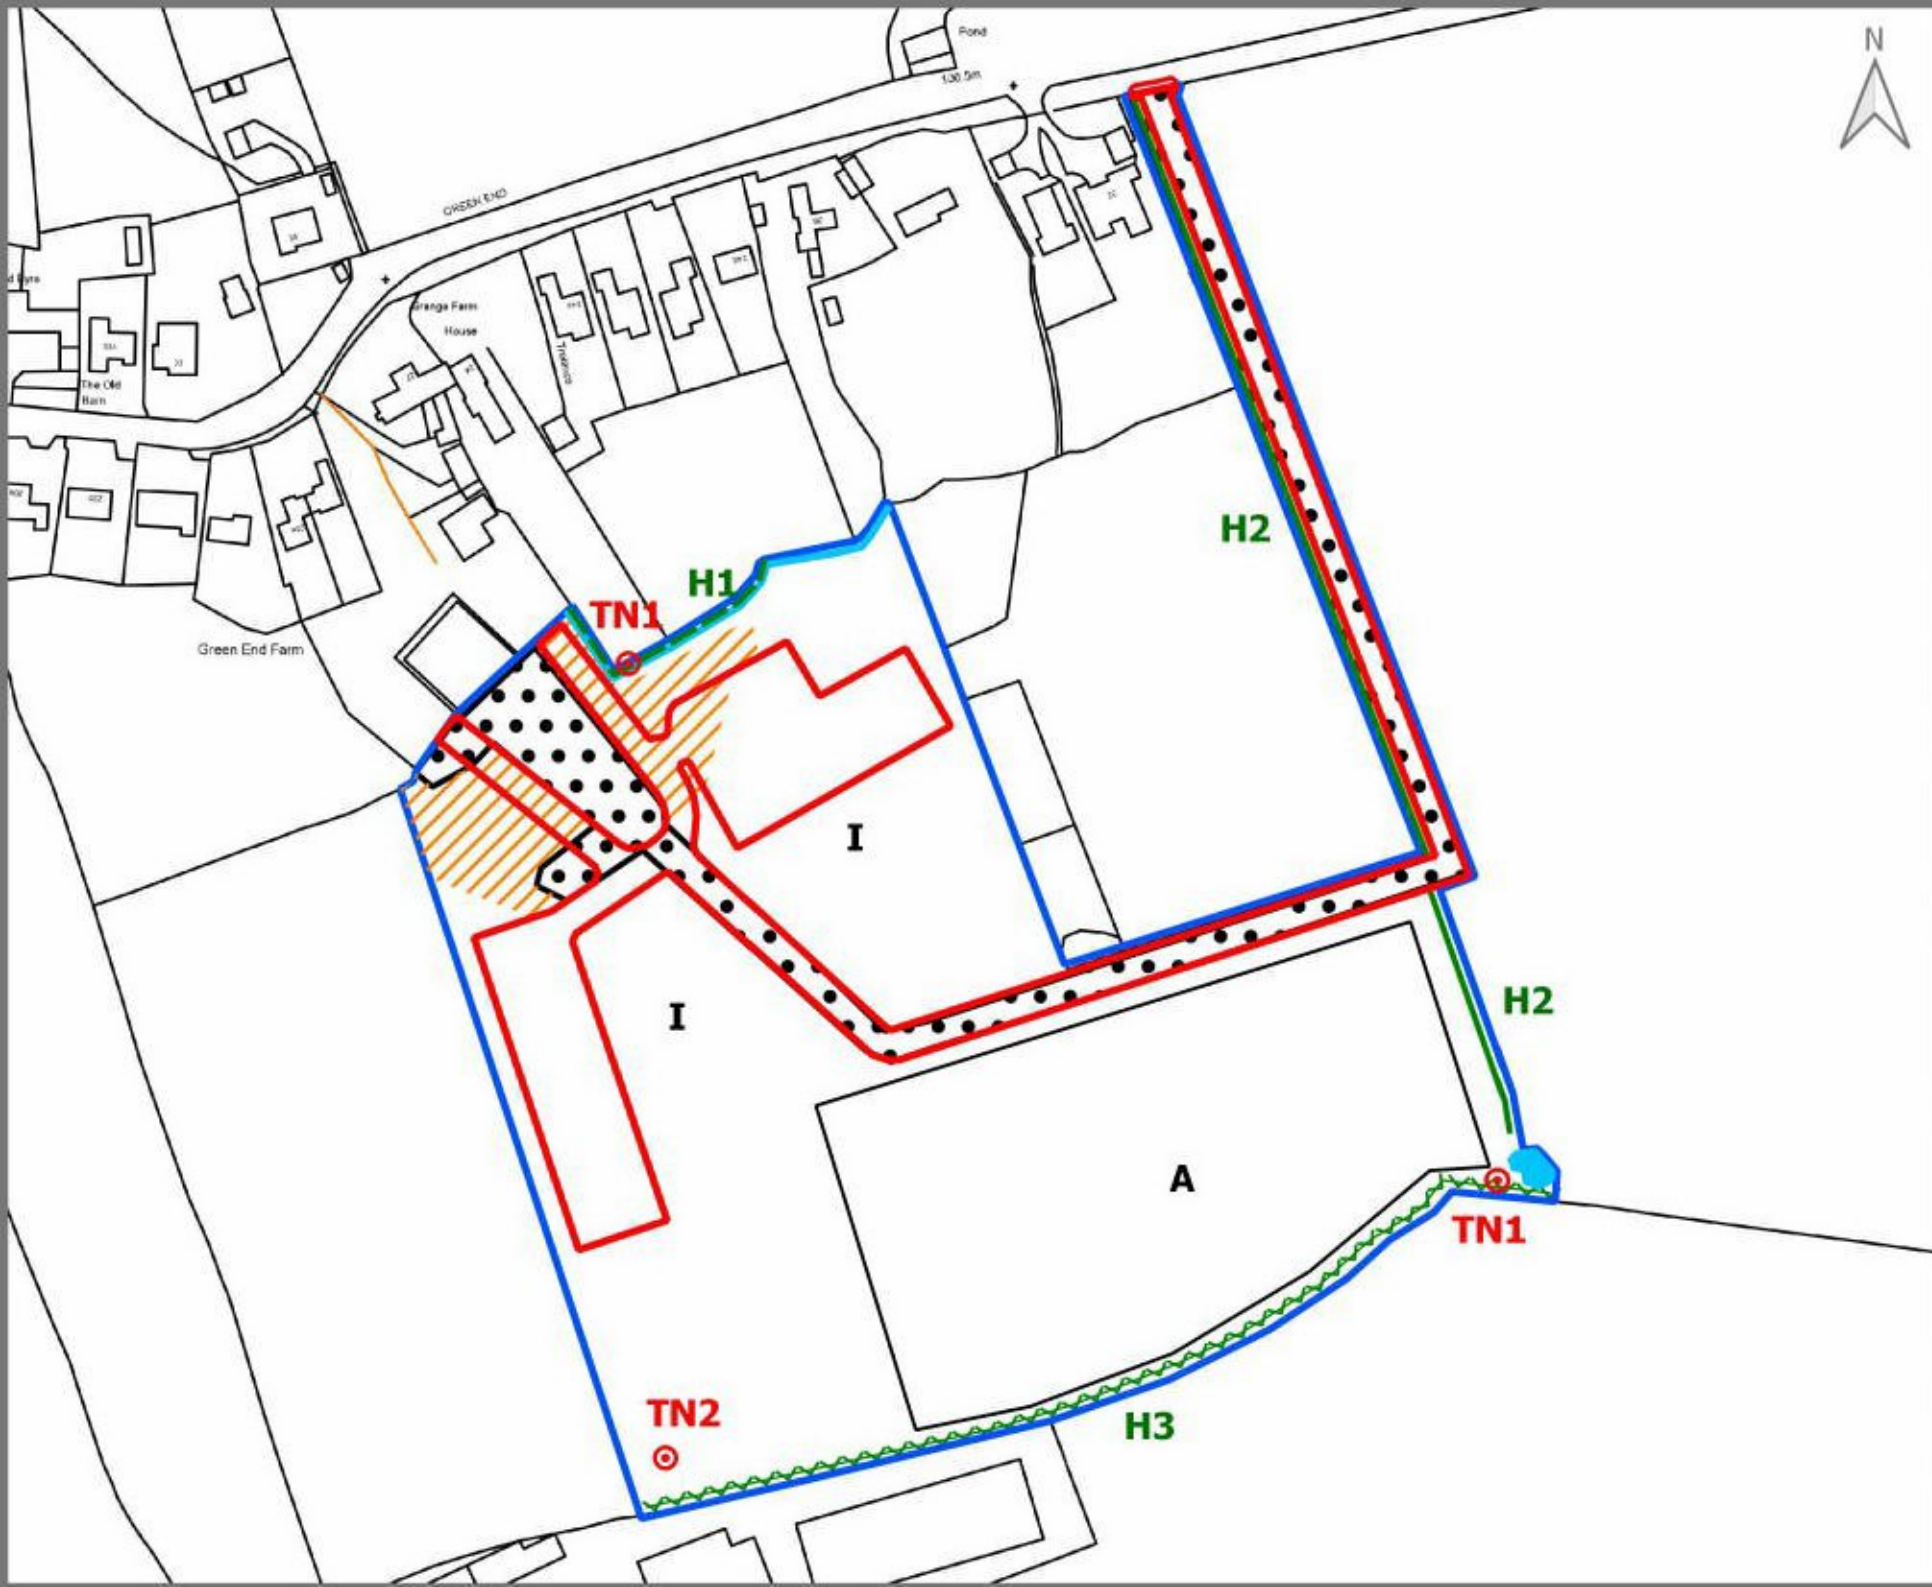 N
Pond
GREEN END
Grange Farm
House
The Old
Barn
H2
H1
TN1
Green End Farm
I
I
H2
A
TN1
TN2
H3